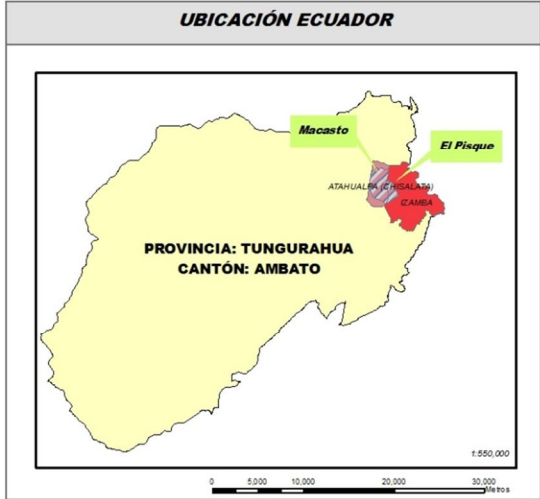 UBICACIÓN ECUADOR
Macasto
El Pisque
ATAHUALPA (CHISALATA)
IZAMBA
PROVINCIA: TUNGURAHUA
CANTÓN: AMBATO
1:550,000
0 5,000 10,000 20,000 30,000
Metros